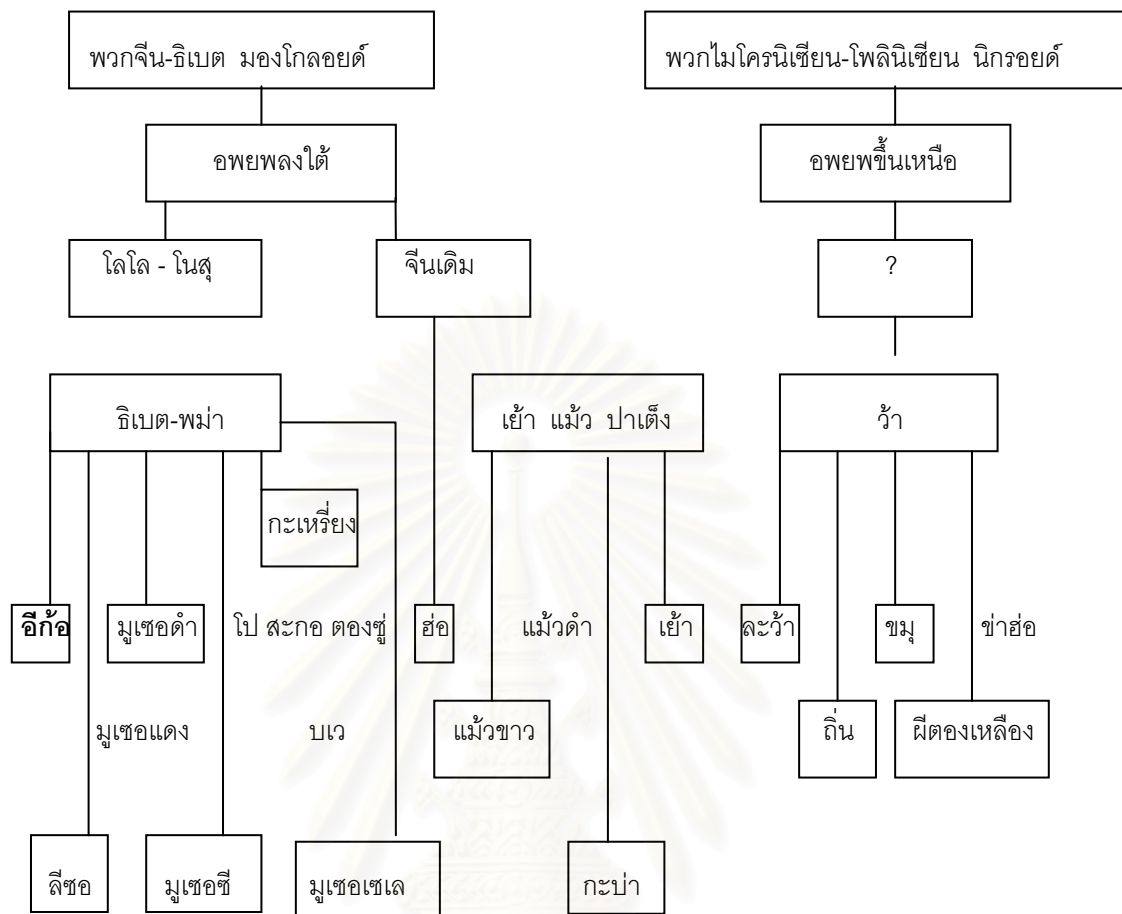 พวกจีน-ธิเบต มองโกลอยด์
พวกไมโครนิเซียน-โพลินิเซียน นิกรอยด์
อพยพลงใต้
อพยพขึ้นเหนือ
โลโล - โนสุ
จีนเดิม
?
ธิเบต-พม่า
เย้า แม้ว ปาเต็ง
ว้า
กะเหรี่ยง
อีก้อ
มูเซอดำ
โป สะกอ ตองซู่
ฮ่อ
แม้วดำ
เย้า
ละว้า
ขมุ
ข่าฮ่อ
มูเซอแดง
บเว
แม้วขาว
ถิ่น
ผีตองเหลือง
ลีซอ
มูเซอซี
มูเซอเซเล
กะบ่า